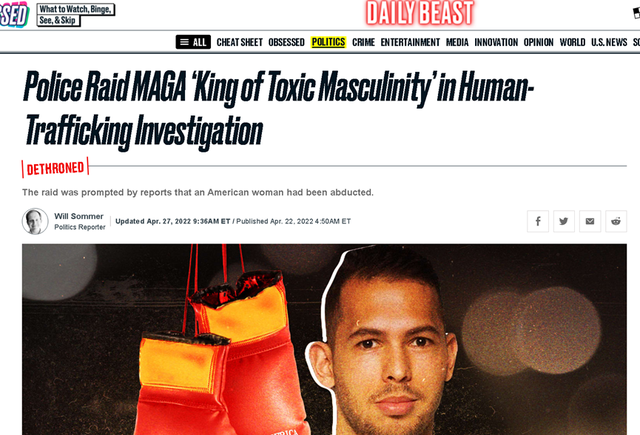 SSED
What to Watch, Binge,
See, & Skip
DAILY BEAST
ALL CHEAT SHEET OBSESSED POLITICS CRIME ENTERTAINMENT MEDIA INNOVATION OPINION WORLD U.S. NEWS
Police Raid MAGA ‘King of Toxic Masculinity’ in Human-
Trafficking Investigation
DETHRONED
The raid was prompted by reports that an American woman had been abducted.
Will Sommer
Politics Reporter
Updated Apr. 27, 2022 9:36AM ET / Published Apr. 22, 2022 4:50AM ET